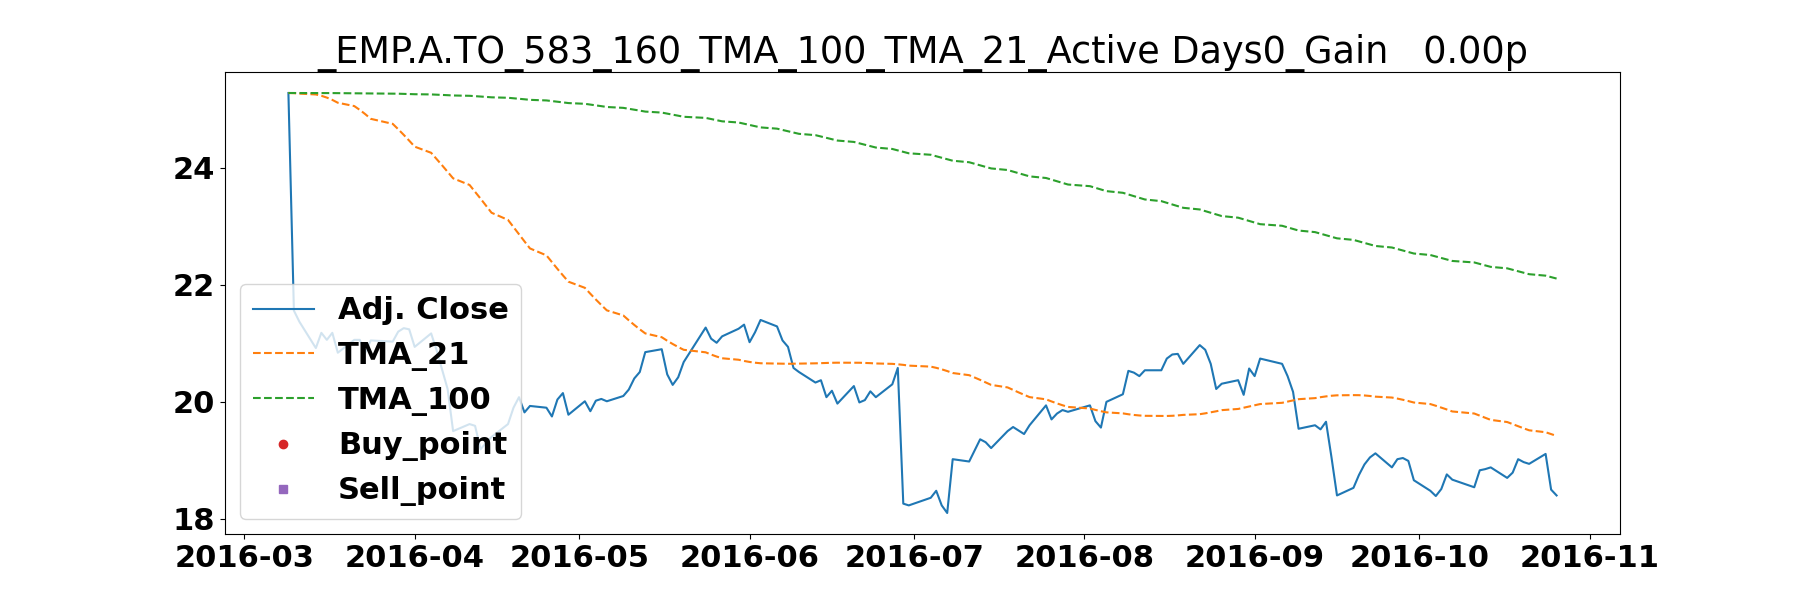 _EMP.A.TO_583_160_TMA_100_TMA_21_Active Days0_Gain   0.00p
24
22
20
18
Adj. Close
TMA_21
TMA_100
Buy_point
Sell_point
2016-03 2016-04 2016-05 2016-06 2016-07 2016-08 2016-09 2016-10 2016-11